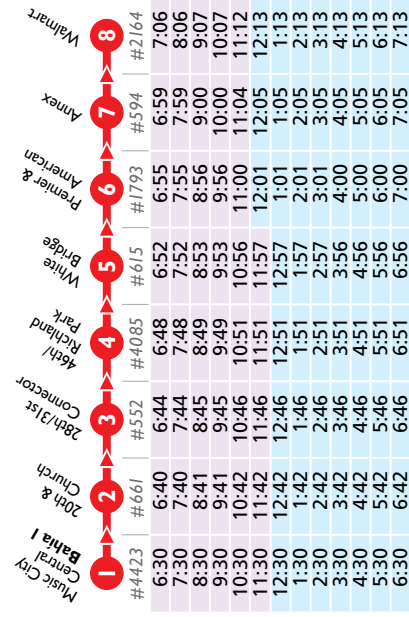 Music City
Central
Bahia I
20th &
Church
28th/31st
Connector
46th/
Richland
Park
White
Bridge
Premier &
American
Annex
Walmart
1 2 3 4 5 6 7 8
#4423 #661 #552 #4085 #615 #1793 #594 #2164
6:30 6:40 6:44 6:48 6:52 6:55 6:59 7:06
7:30 7:40 7:44 7:48 7:52 7:55 7:59 8:06
8:30 8:41 8:45 8:49 8:53 8:56 9:00 9:07
9:30 9:41 9:45 9:49 9:53 9:56 10:00 10:07
10:30 10:42 10:46 10:51 10:56 11:00 11:04 11:12
11:30 11:42 11:46 11:51 11:57 12:01 12:05 12:13
12:30 12:42 12:46 12:51 12:57 1:01 1:05 1:13
1:30 1:42 1:46 1:51 1:57 2:01 2:05 2:13
2:30 2:42 2:46 2:51 2:57 3:01 3:05 3:13
3:30 3:42 3:46 3:51 3:56 4:00 4:05 4:13
4:30 4:42 4:46 4:51 4:56 5:00 5:05 5:13
5:30 5:42 5:46 5:51 5:56 6:00 6:05 6:13
6:30 6:42 6:46 6:51 6:56 7:00 7:05 7:13